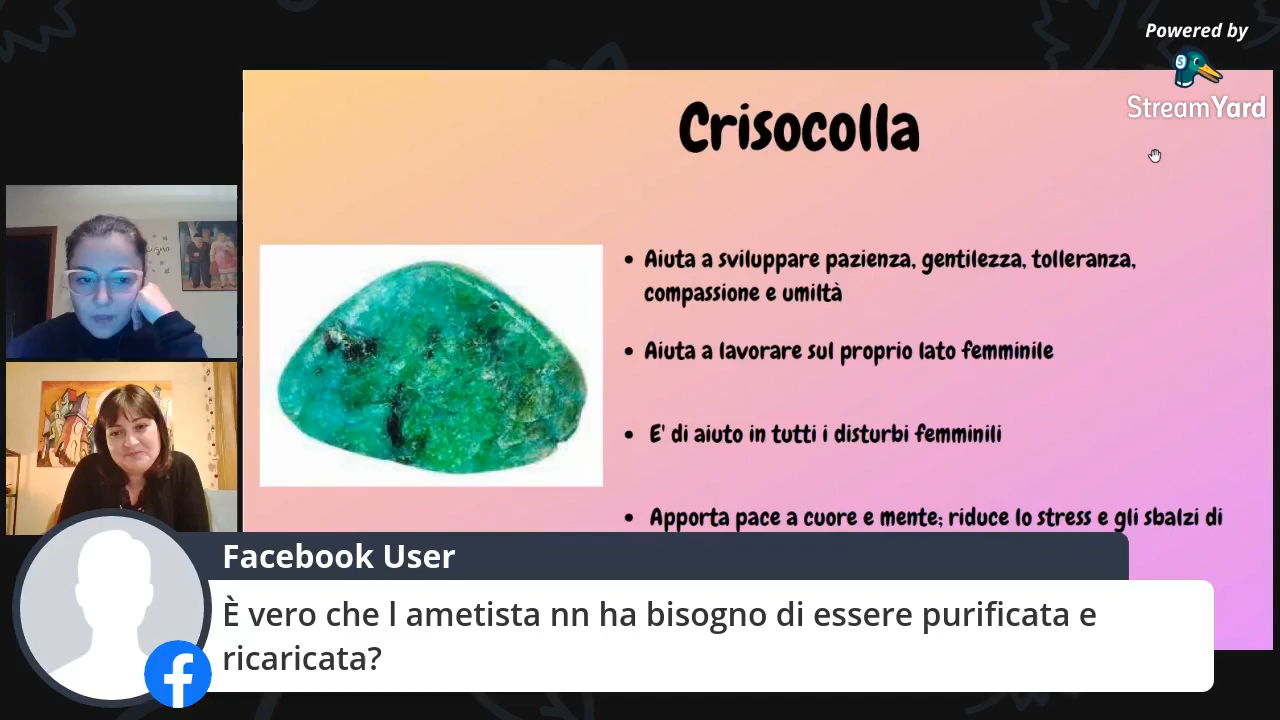 Powered by
StreamYard
Crisocolla
• Aiuta a sviluppare pazienza, gentilezza, tolleranza,
compassione e umiltà
• Aiuta a lavorare sul proprio lato femminile
• E' di aiuto in tutti i disturbi femminili
• Apporta pace a cuore e mente; riduce lo stress e gli sbalzi di
Facebook User
È vero che l ametista nn ha bisogno di essere purificata e
ricaricata?